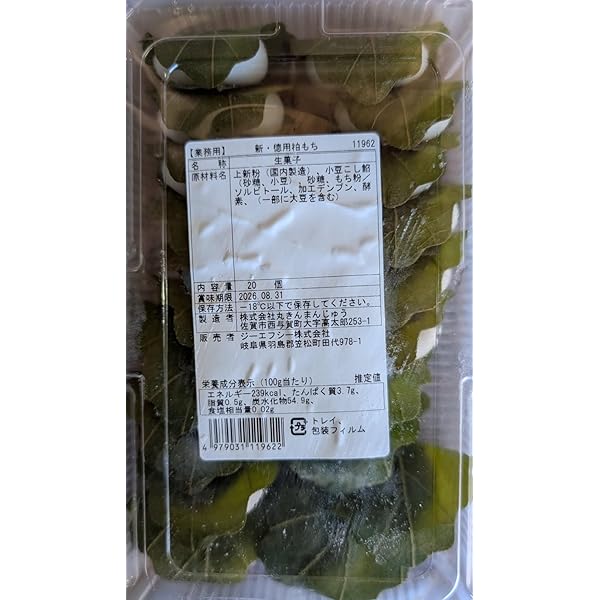 【業務用】 新・徳用柏もち 11962
名称 生菓子
原材料名 上新粉（国内製造）、小豆こし餡
（砂糖、小豆）、砂糖、もち粉／
ソルビトール、加工デンプン、酵
素、（一部に大豆を含む）
内容量 20 個
賞味期限 2026.08.31
保存方法 −18℃以下で保存してください。
製造者 株式会社丸きんまんじゅう
佐賀市西与賀町大字高太郎253-1
販売者 ジーエフシー株式会社
岐阜県羽島郡笠松町田代978-1
栄養成分表示（100g当たり） 推定値
エネルギー239kcal、たんぱく質3.7g、
脂質0.5g、炭水化物54.9g、
食塩相当量0.02g
プラ トレイ、
包装フィルム
4 979031 119622